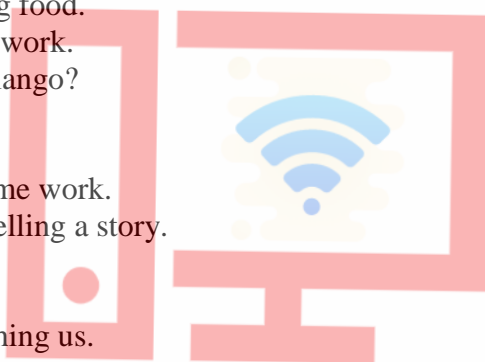 g food.
work.
ango?
me work.
elling a story.
ning us.